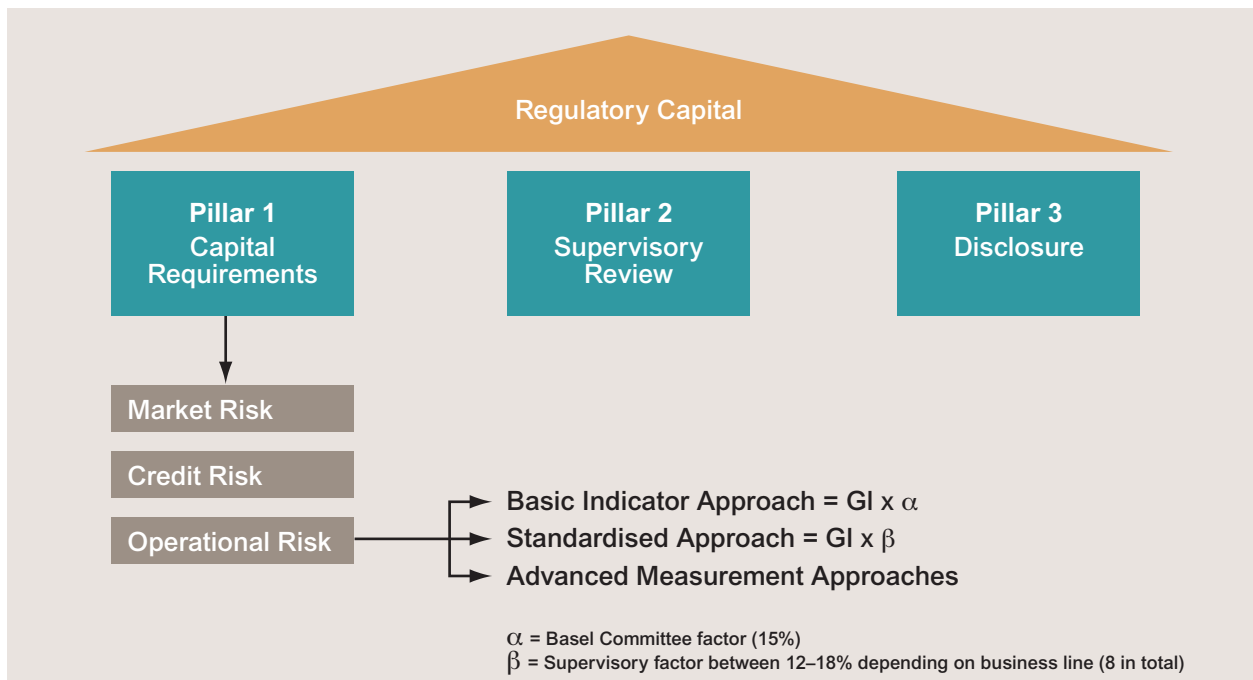 Regulatory Capital
Pillar 1
Capital
Requirements
Pillar 2
Supervisory
Review
Pillar 3
Disclosure
Market Risk
Credit Risk
Operational Risk
Basic Indicator Approach = GI x α
Standardised Approach = GI x β
Advanced Measurement Approaches
α = Basel Committee factor (15%)
β = Supervisory factor between 12–18% depending on business line (8 in total)